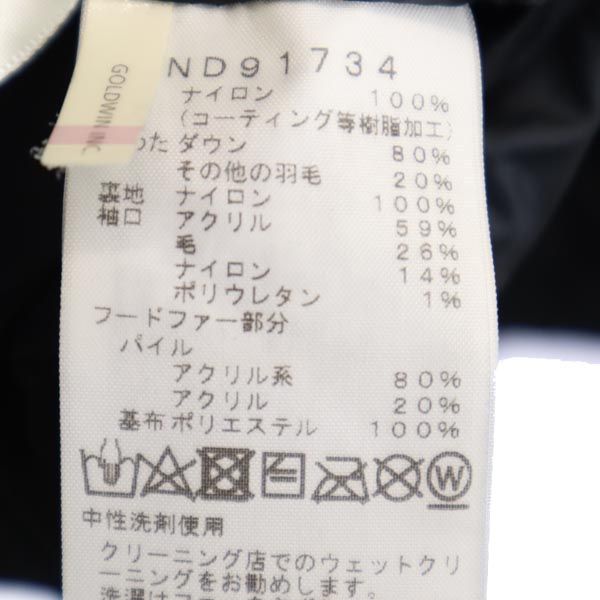 GOLDWIN INC
ND91734
ナイロン 100%
(コーティング等樹脂加工)
わた ダウン 80%
その他の羽毛 20%
裏地 ナイロン 100%
袖口 アクリル 59%
毛 26%
ナイロン 14%
ポリウレタン 1%
フードファー部分
パイル
アクリル系 80%
アクリル 20%
基布 ポリエステル 100%
W
中性洗剤使用
クリーニング店でのウェットクリ
ーニングをお勧めします。